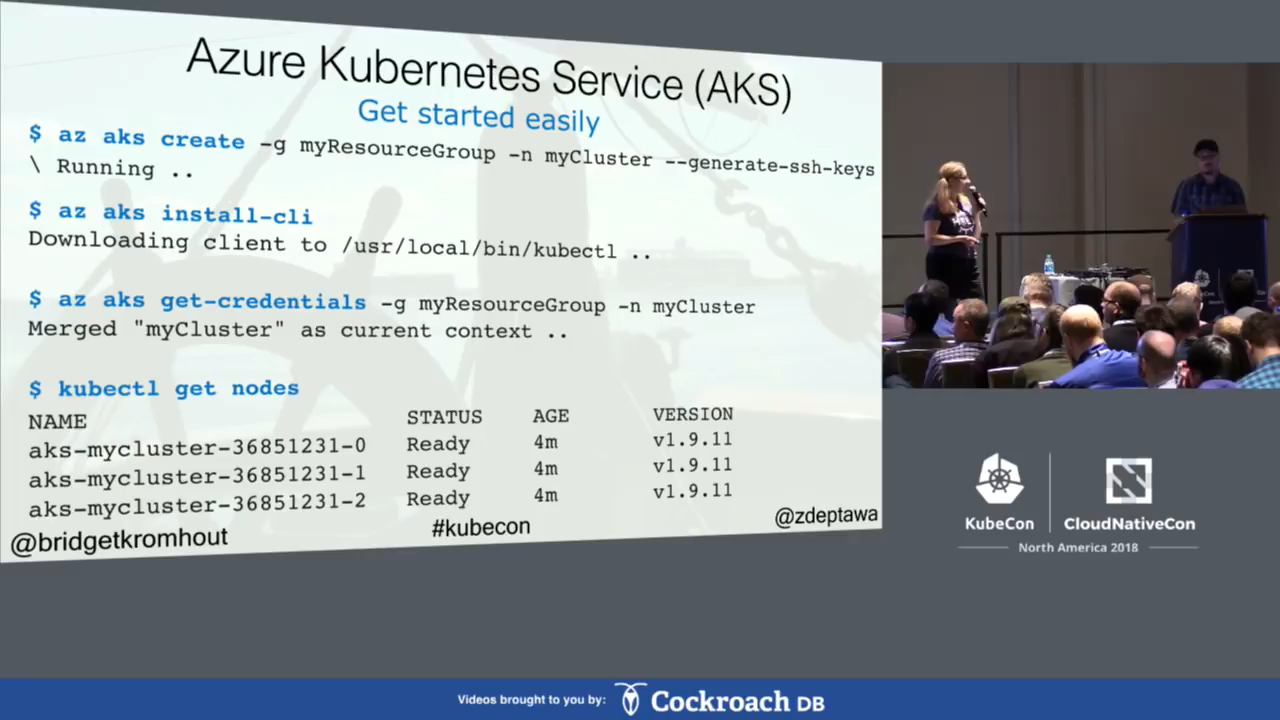 Azure Kubernetes Service (AKS)
Get started easily
$ az aks create -g myResourceGroup -n myCluster --generate-ssh-keys
\ Running ..
$ az aks install-cli
Downloading client to /usr/local/bin/kubectl ..
$ az aks get-credentials -g myResourceGroup -n myCluster
Merged "myCluster" as current context ..
$ kubectl get nodes
NAME STATUS AGE VERSION
aks-mycluster-36851231-0 Ready 4m v1.9.11
aks-mycluster-36851231-1 Ready 4m v1.9.11
aks-mycluster-36851231-2 Ready 4m v1.9.11
@bridgetkromhout #kubecon @zdeptawa
KubeCon CloudNativeCon
North America 2018
Videos brought to you by: Cockroach DB